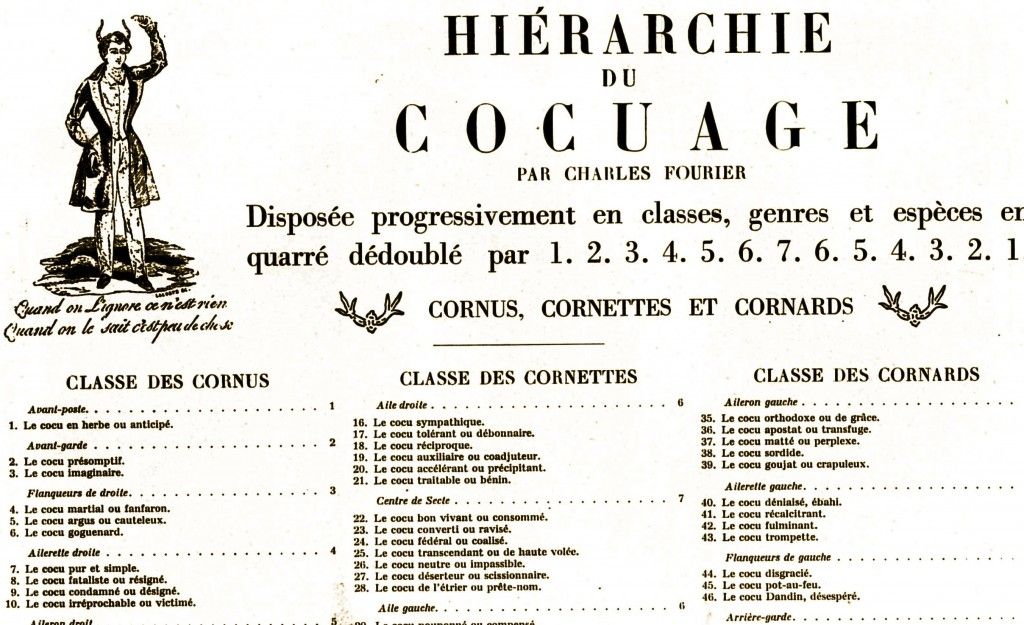 HIÉRARCHIE
DU
COCUAGE
PAR CHARLES FOURIER
Disposée progressivement en classes, genres et espèces en
quarré dédoublé par 1. 2. 3. 4. 5. 6. 7. 6. 5. 4. 3. 2. 1.
Quand on L'ignore ce n'est rien
Quand on le sait c'est peu de chose
CORNUS, CORNETTES ET CORNARDS
CLASSE DES CORNUS
Avant-poste. . . . . . . . . . . . . . . . . 1
1. Le cocu en herbe ou anticipé.
Avant-garde . . . . . . . . . . . . . . . . . 2
2. Le cocu présomptif.
3. Le cocu imaginaire.
Flanqueurs de droite. . . . . . . . . . . . . 3
4. Le cocu martial ou fanfaron.
5. Le cocu argus ou cauteleux.
6. Le cocu goguenard.
Ailerette droite . . . . . . . . . . . . . . . 4
7. Le cocu pur et simple.
8. Le cocu fataliste ou résigné.
9. Le cocu condamné ou désigné.
10. Le cocu irréprochable ou victimé.
Aileron droit . . . . . . . . . . . . . . . . 5
CLASSE DES CORNETTES
Aile droite . . . . . . . . . . . . . . . . . 6
16. Le cocu sympathique.
17. Le cocu tolérant ou débonnaire.
18. Le cocu réciproque.
19. Le cocu auxiliaire ou coadjuteur.
20. Le cocu accélérant ou précipitant.
21. Le cocu traitable ou bénin.
Centre de Secte . . . . . . . . . . . . . . . 7
22. Le cocu bon vivant ou consommé.
23. Le cocu converti ou ravisé.
24. Le cocu fédéral ou coalisé.
25. Le cocu transcendant ou de haute volée.
26. Le cocu neutre ou impassible.
27. Le cocu déserteur ou scissionnaire.
28. Le cocu de l'étrier ou prête-nom.
Aile gauche. . . . . . . . . . . . . . . . . 6
29. Le cocu pouponné ou compensé.
CLASSE DES CORNARDS
Aileron gauche . . . . . . . . . . . . . . .
35. Le cocu orthodoxe ou de grâce.
36. Le cocu apostat ou transfuge.
37. Le cocu matté ou perplexe.
38. Le cocu sordide.
39. Le cocu goujat ou crapuleux.
Ailerette gauche. . . . . . . . . . . . . . .
40. Le cocu déniaisé, ébahi.
41. Le cocu récalcitrant.
42. Le cocu fulminant.
43. Le cocu trompette.
Flanqueurs de gauche . . . . . . . . . . . .
44. Le cocu disgracié.
45. Le cocu pot-au-feu.
46. Le cocu Dandin, désespéré.
Arrière-garde. . . . . . . . . . . . . . . .